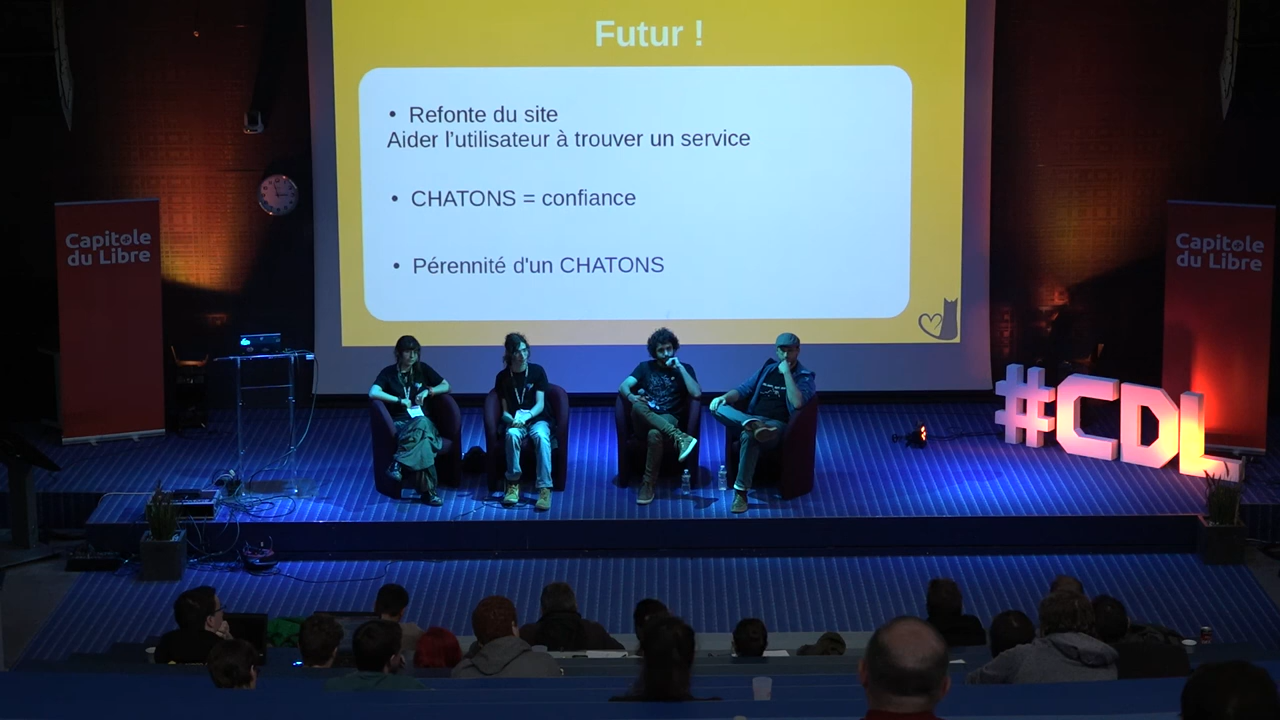 Futur !
• Refonte du site
Aider l'utilisateur à trouver un service
• CHATONS = confiance
• Pérennité d'un CHATONS
Capitole
du Libre
Capitole
du Libre
#CDL